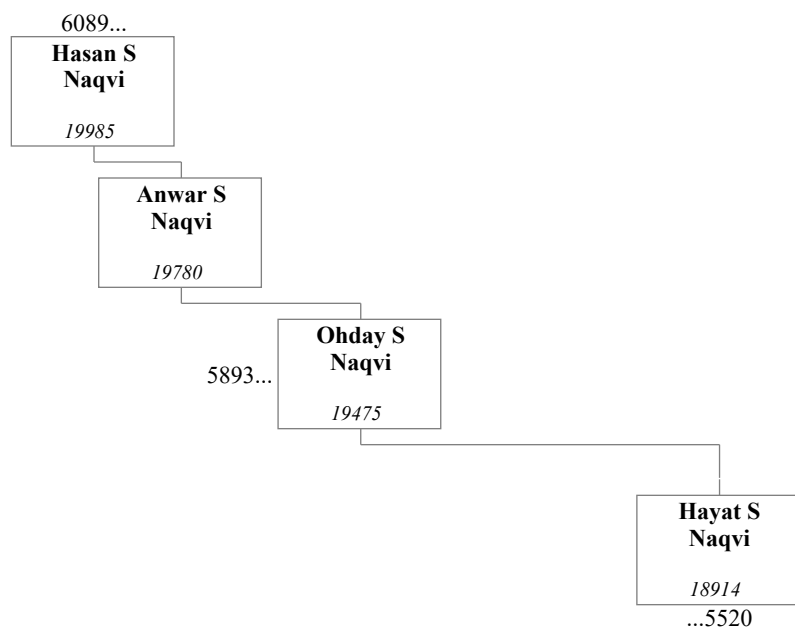 6089...
Hasan S
Naqvi
19985
Anwar S
Naqvi
19780
Ohday S
Naqvi
5893...
19475
Hayat S
Naqvi
18914
...5520